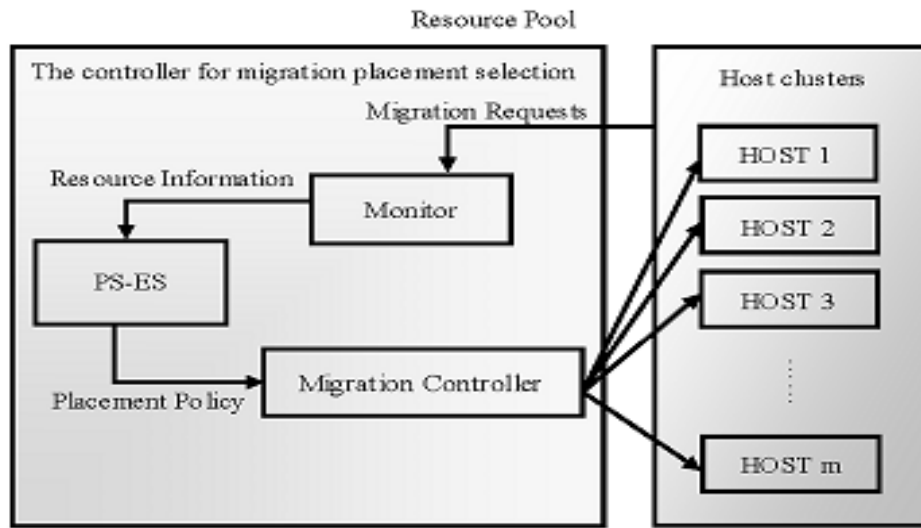 Resource Pool
The controller for migration placement selection
Host clusters
Migration Requests
HOST 1
Resource Information
Monitor
HOST 2
PS-ES
HOST 3
Migration Controller
Placement Policy
HOST m